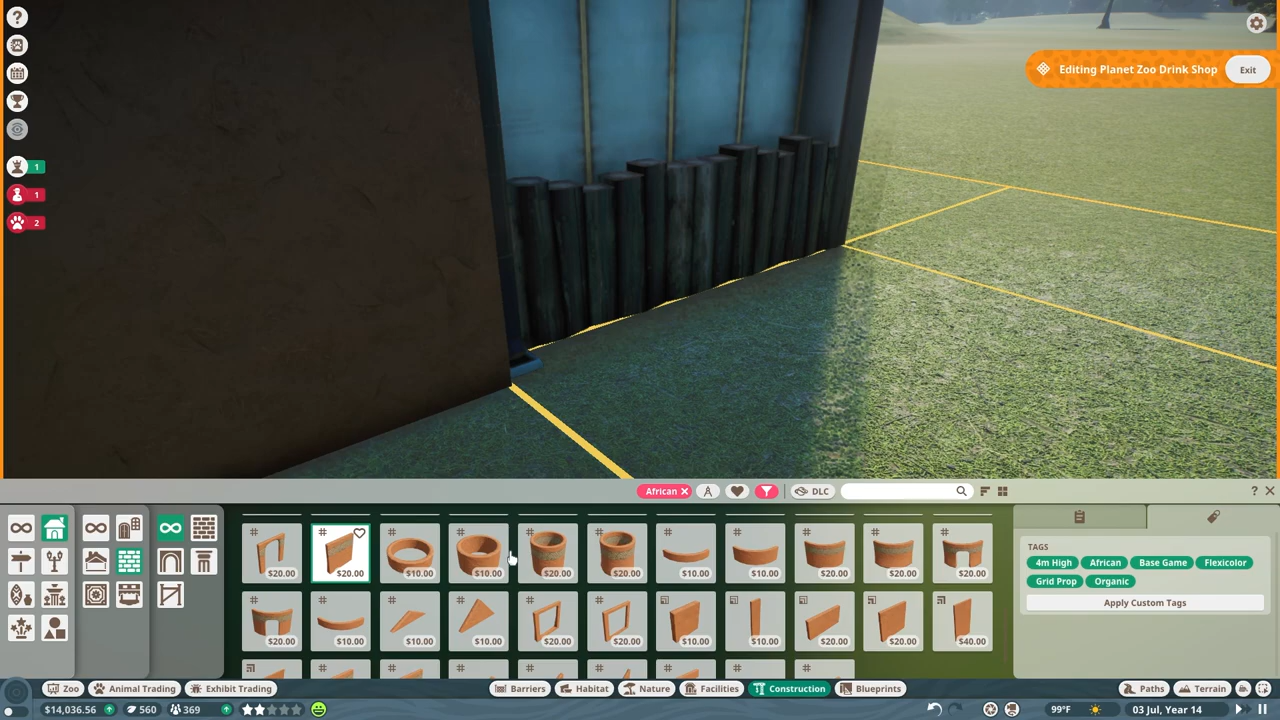 ?
Editing Planet Zoo Drink Shop Exit
1
1
2
African × DLC ? ×
$20.00 $20.00 $10.00 $10.00 $20.00 $20.00 $10.00 $10.00 $20.00 $20.00 $20.00
$20.00 $20.00 $10.00 $10.00 $10.00 $20.00 $20.00 $10.00 $10.00 $20.00 $20.00 $40.00
TAGS
4m High African Base Game Flexicolor
Grid Prop Organic
Apply Custom Tags
Zoo Animal Trading Exhibit Trading Barriers Habitat Nature Facilities Construction Blueprints Paths Terrain
$14,036.56 560 369 99°F 03 Jul, Year 14